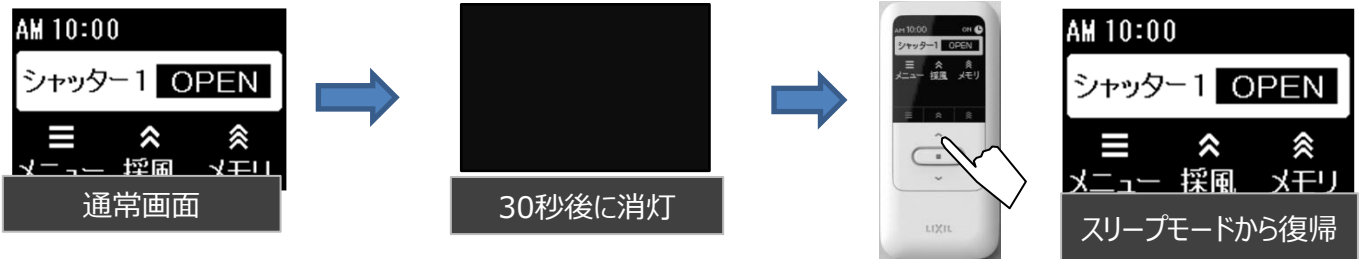 AM 10:00
シャッター1 OPEN
メニュー 採風 メモリ
通常画面
30秒後に消灯
AM 10:00 ON
シャッター1 OPEN
メニュー 採風 メモリ
LIXIL
AM 10:00
シャッター1 OPEN
メニュー 採風 メモリ
スリープモードから復帰